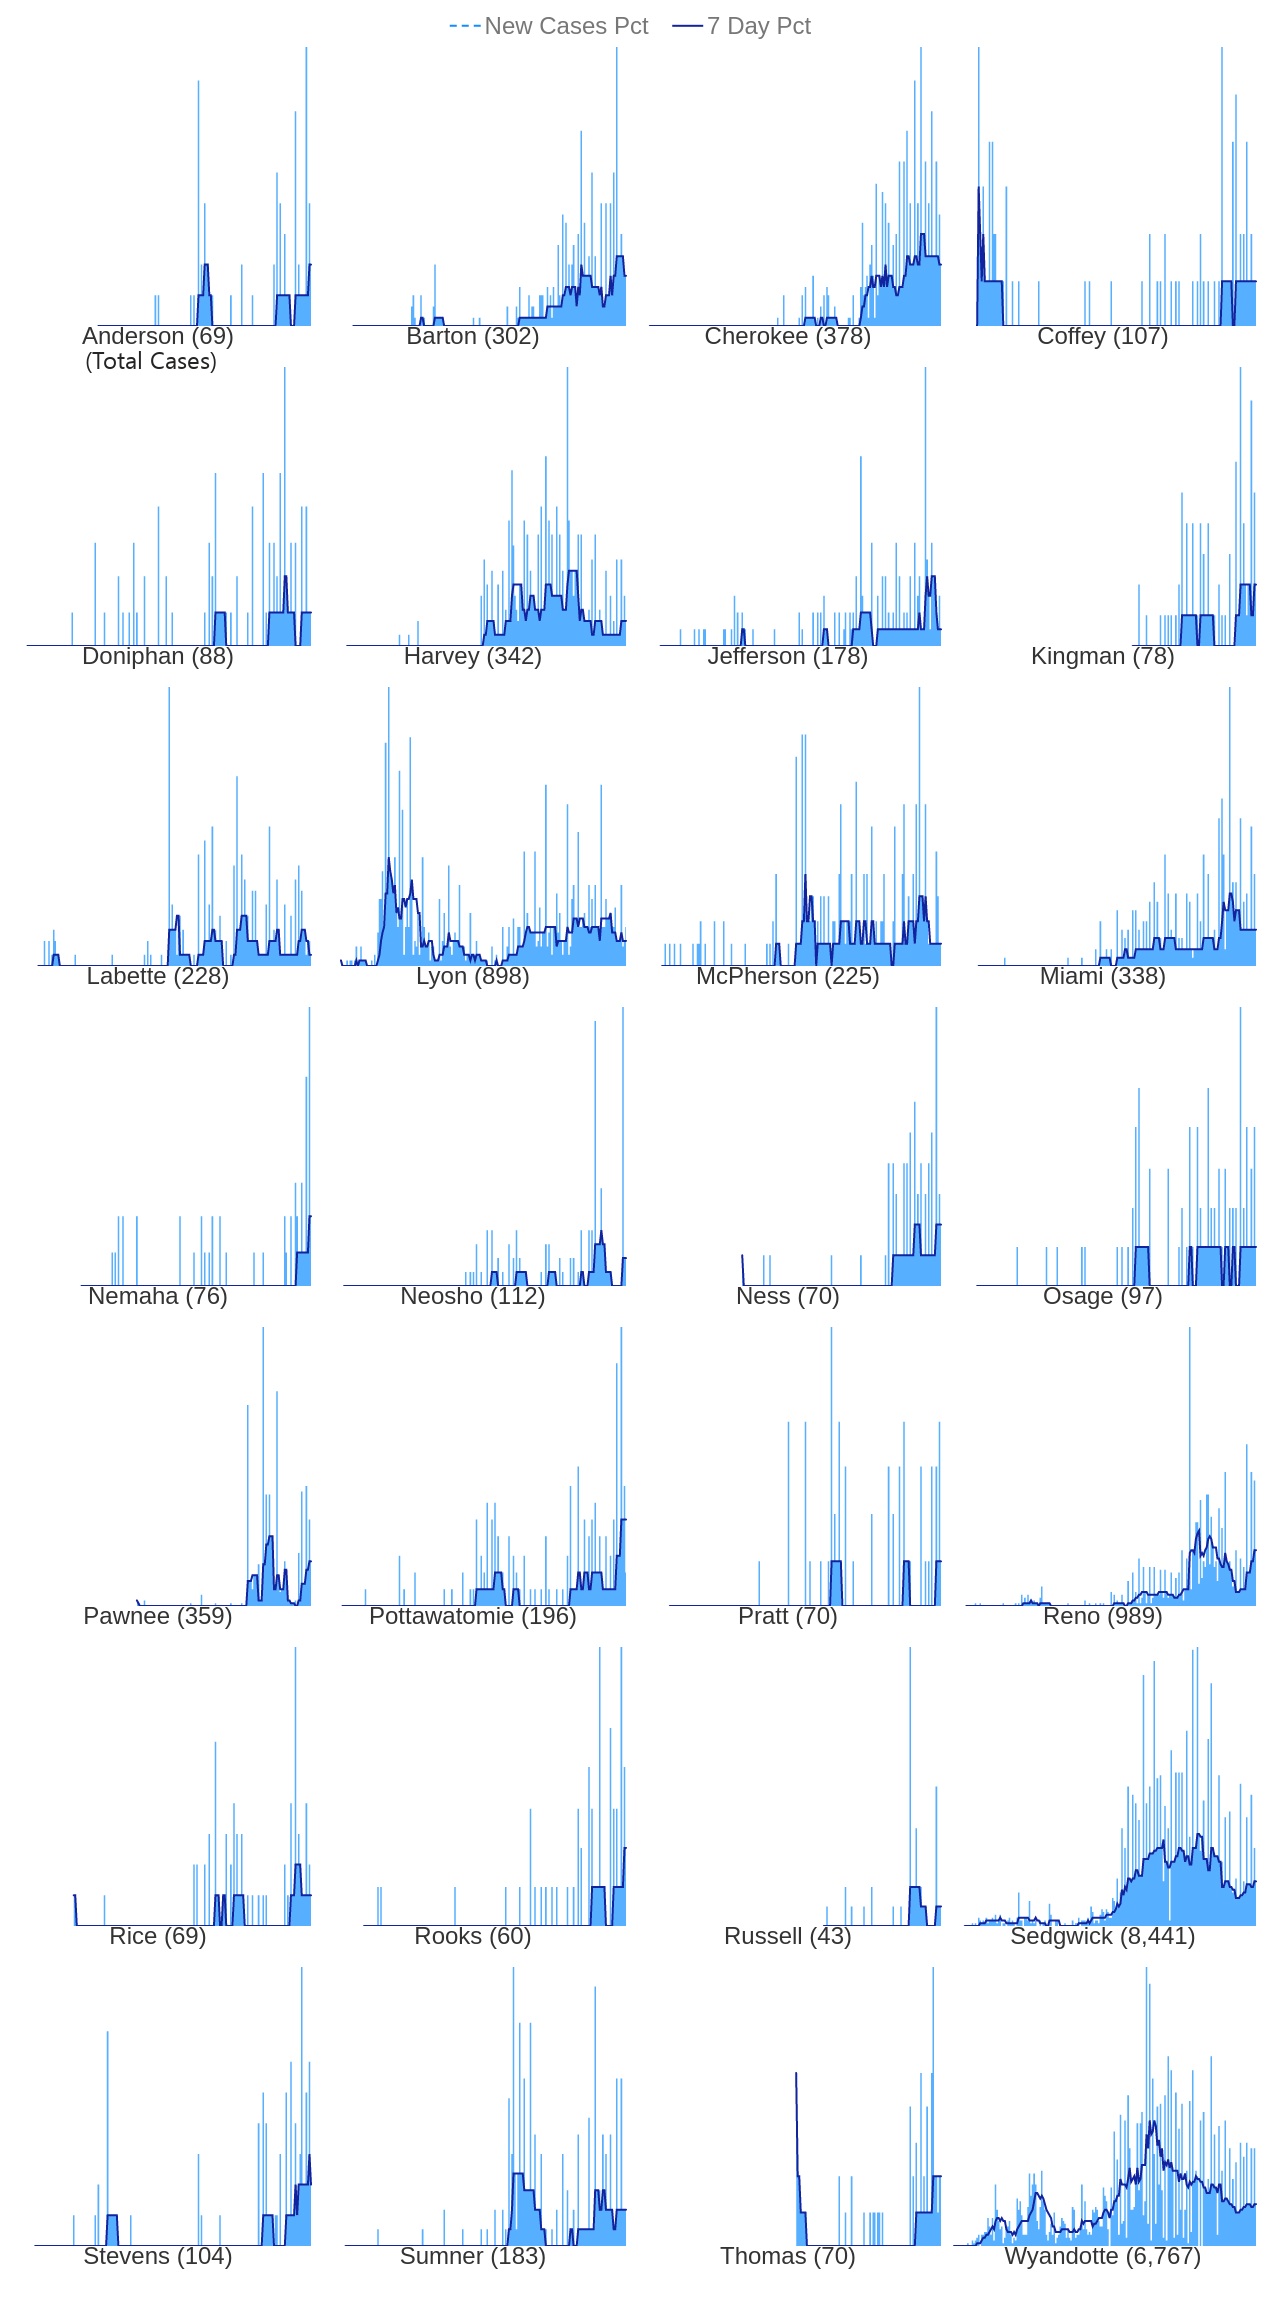 New Cases Pct 7 Day Pct
Anderson (69) Barton (302) Cherokee (378) Coffey (107)
(Total Cases)
Doniphan (88) Harvey (342) Jefferson (178) Kingman (78)
Labette (228) Lyon (898) McPherson (225) Miami (338)
Nemaha (76) Neosho (112) Ness (70) Osage (97)
Pawnee (359) Pottawatomie (196) Pratt (70) Reno (989)
Rice (69) Rooks (60) Russell (43) Sedgwick (8,441)
Stevens (104) Sumner (183) Thomas (70) Wyandotte (6,767)